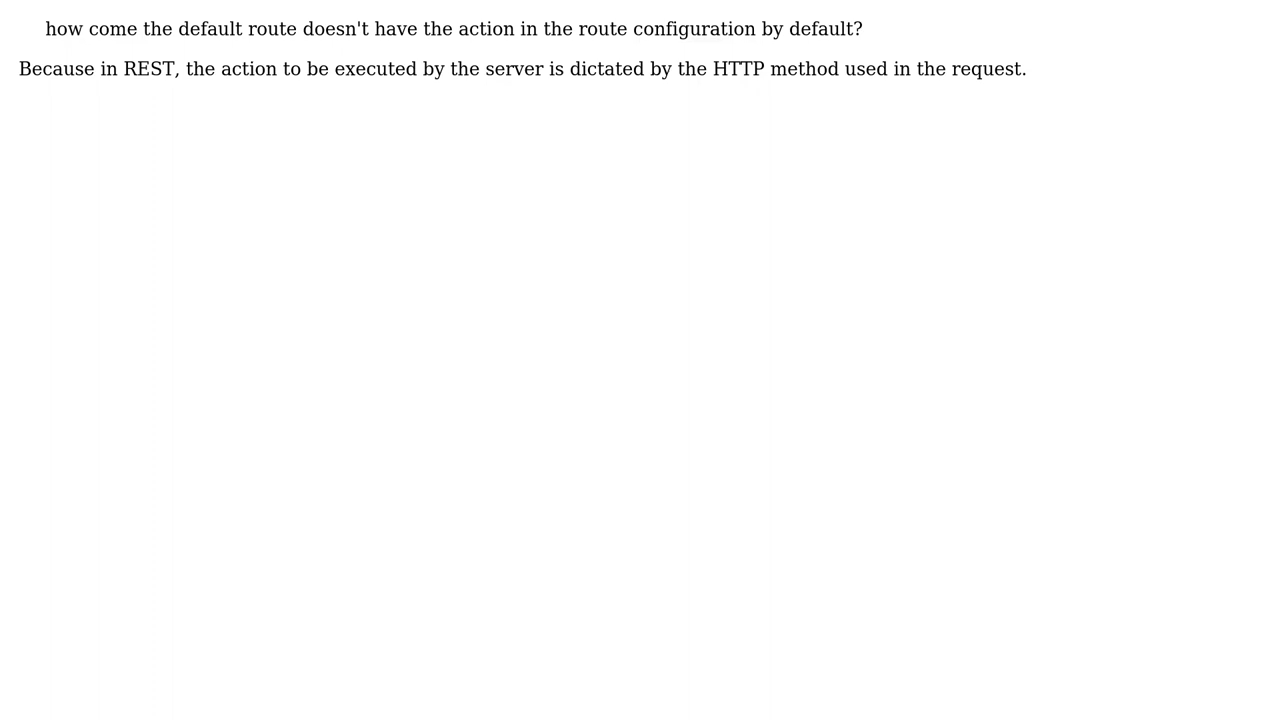 how come the default route doesn't have the action in the route configuration by default?
Because in REST, the action to be executed by the server is dictated by the HTTP method used in the request.